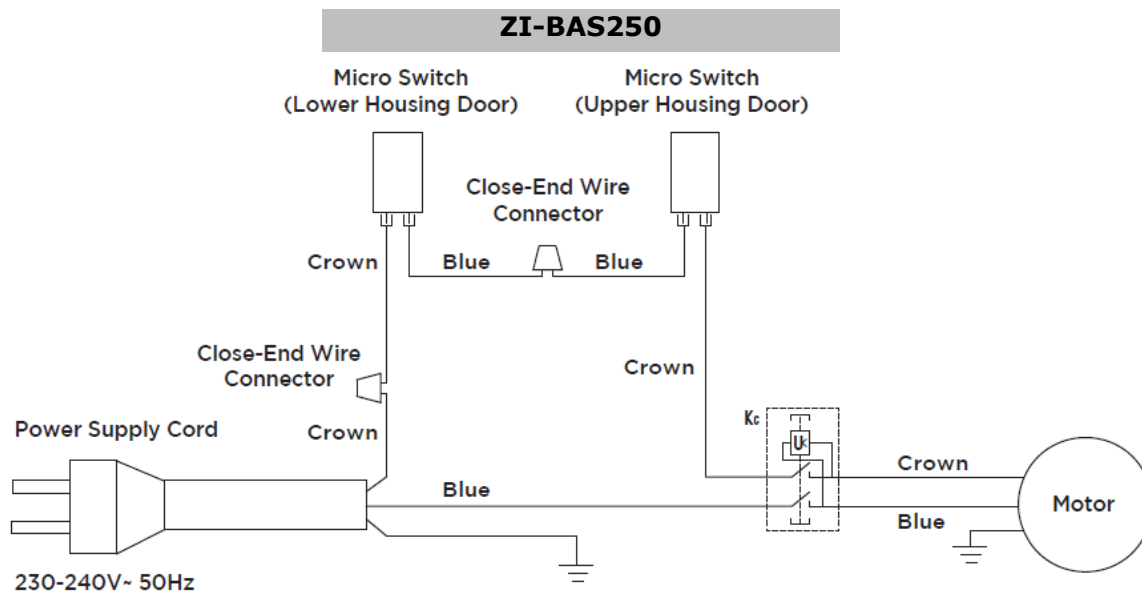 ZI-BAS250
Micro Switch
(Lower Housing Door)
Micro Switch
(Upper Housing Door)
Close-End Wire
Connector
Crown
Blue
Blue
Close-End Wire
Connector
Crown
Power Supply Cord
Crown
Kc
U<
Crown
Blue
Motor
Blue
230-240V~ 50Hz